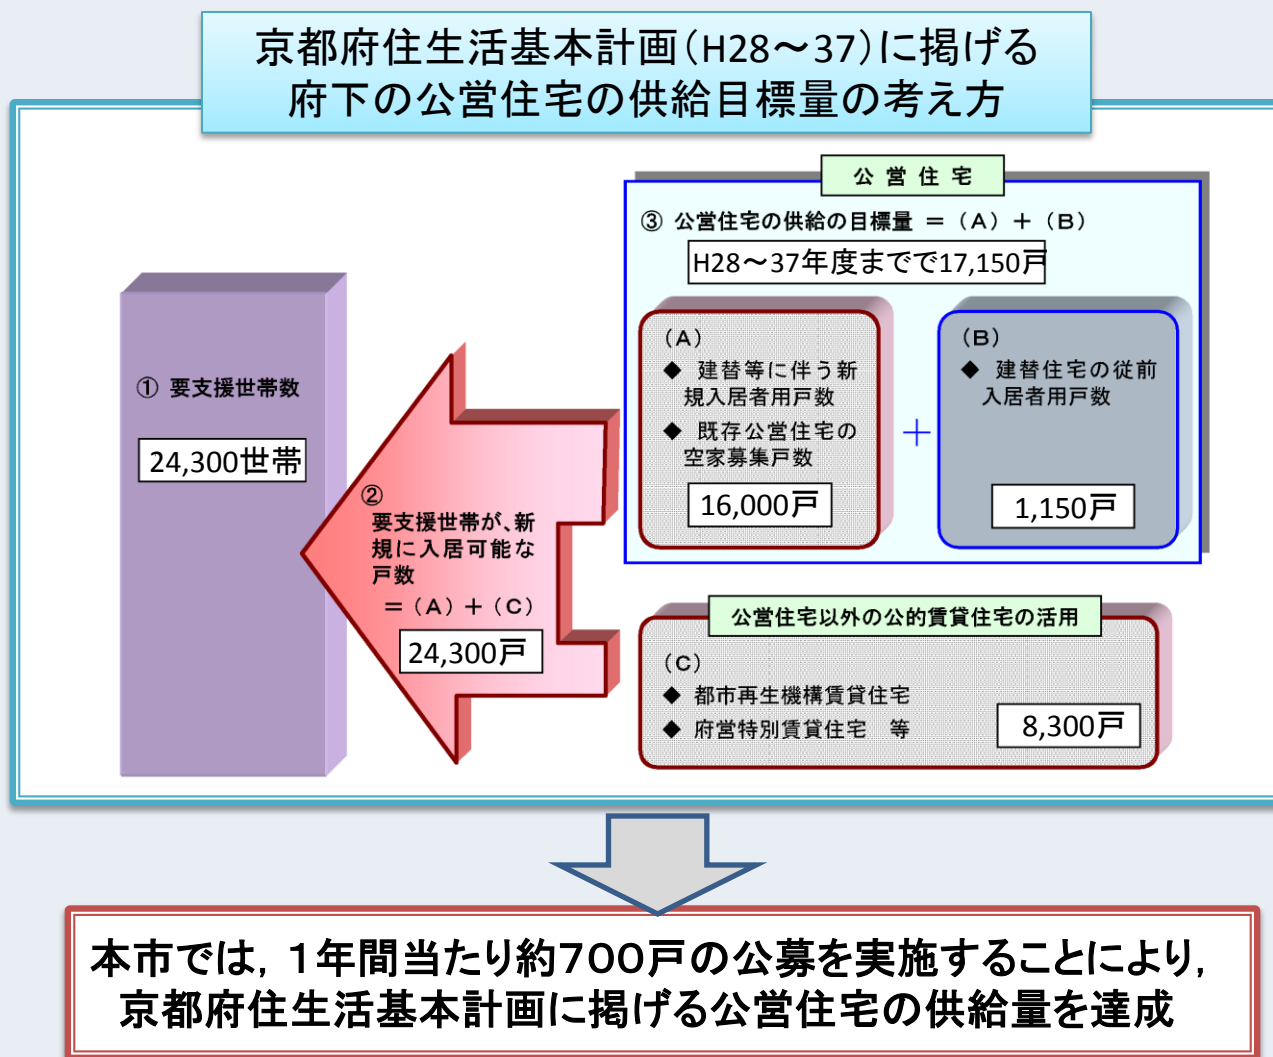 京都府住生活基本計画（H28～37）に掲げる
府下の公営住宅の供給目標量の考え方
公 営 住 宅
③ 公営住宅の供給の目標量 ＝（Ａ）＋（Ｂ）
H28～37年度までで17,150戸
（Ａ）
◆ 建替等に伴う新
規入居者用戸数
◆ 既存公営住宅の
空家募集戸数
16,000戸
＋
（Ｂ）
◆ 建替住宅の従前
入居者用戸数
1,150戸
① 要支援世帯数
24,300世帯
②
要支援世帯が、新
規に入居可能な
戸数
＝（Ａ）＋（Ｃ）
24,300戸
公営住宅以外の公的賃貸住宅の活用
（Ｃ）
◆ 都市再生機構賃貸住宅
◆ 府営特別賃貸住宅　等
8,300戸
本市では，１年間当たり約７００戸の公募を実施することにより，
京都府住生活基本計画に掲げる公営住宅の供給量を達成